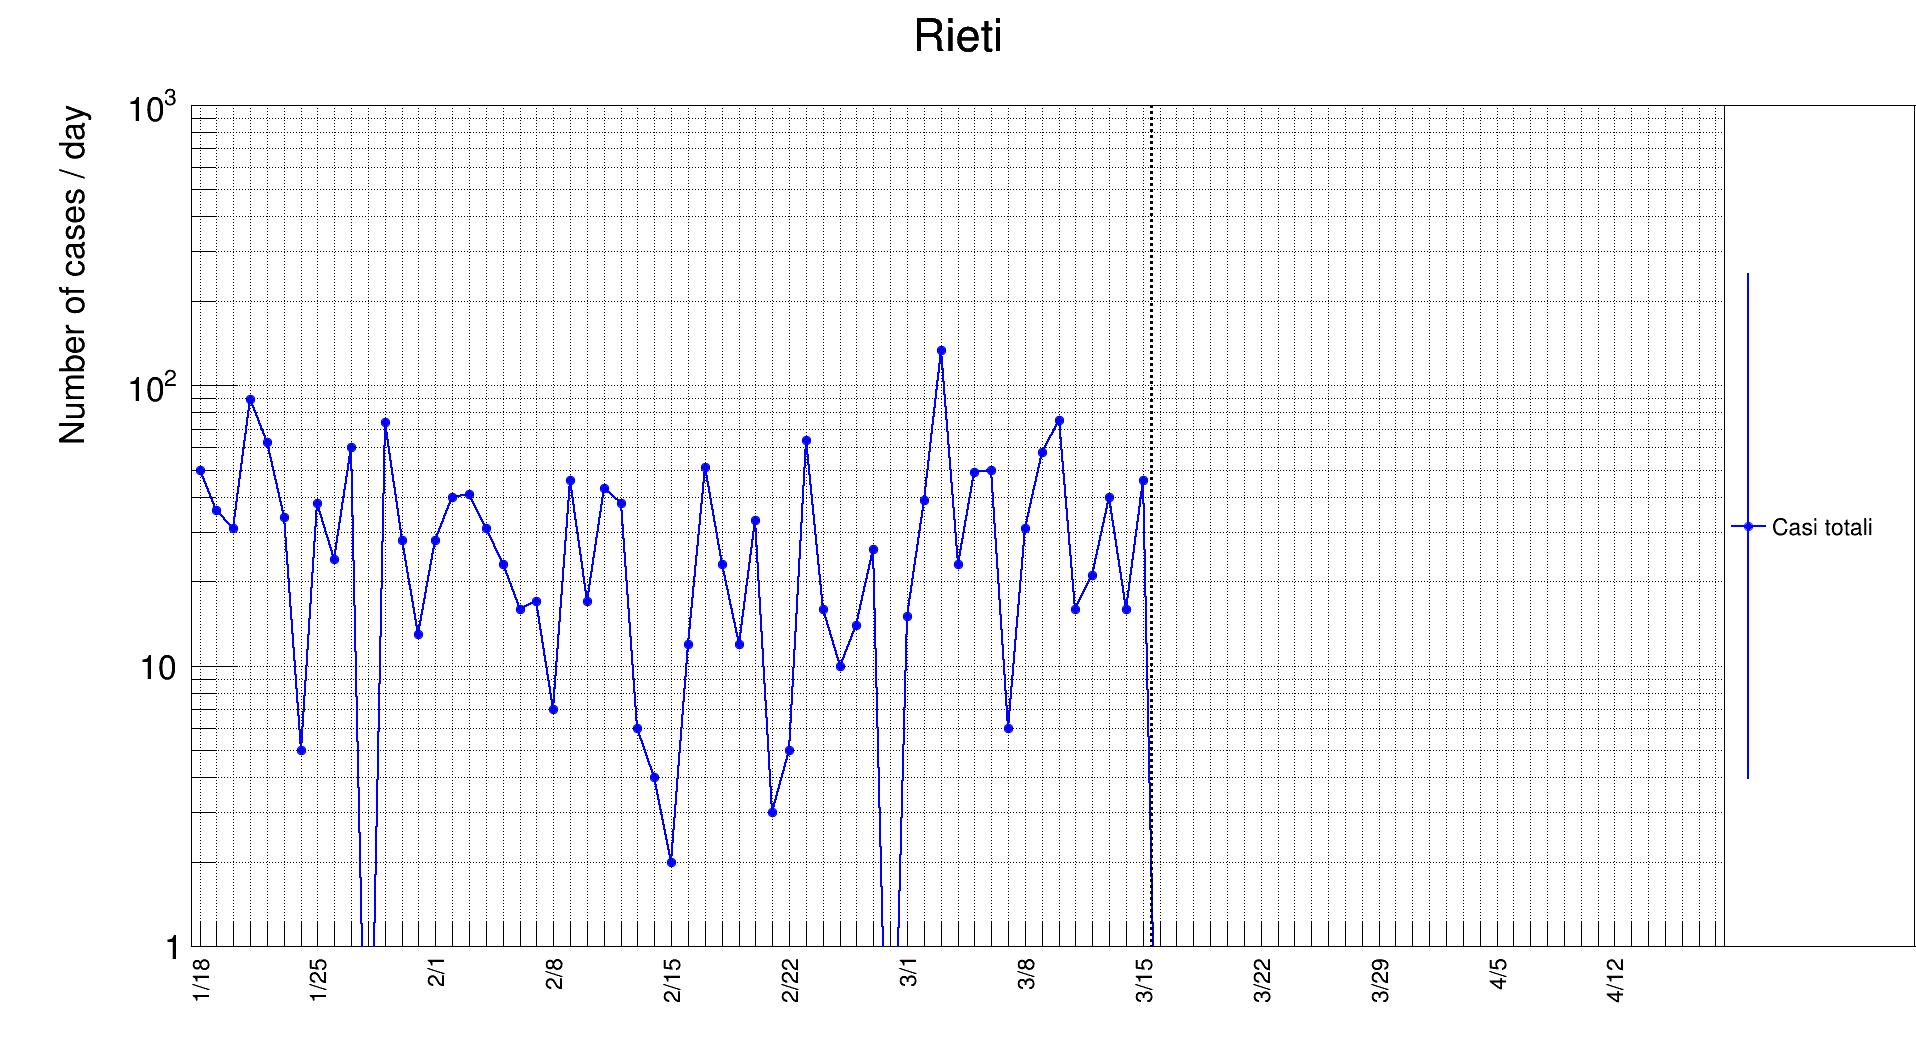 Rieti
Number of cases / day
10³
10²
10
1
1/18 1/25 2/1 2/8 2/15 2/22 3/1 3/8 3/15 3/22 3/29 4/5 4/12
Casi totali